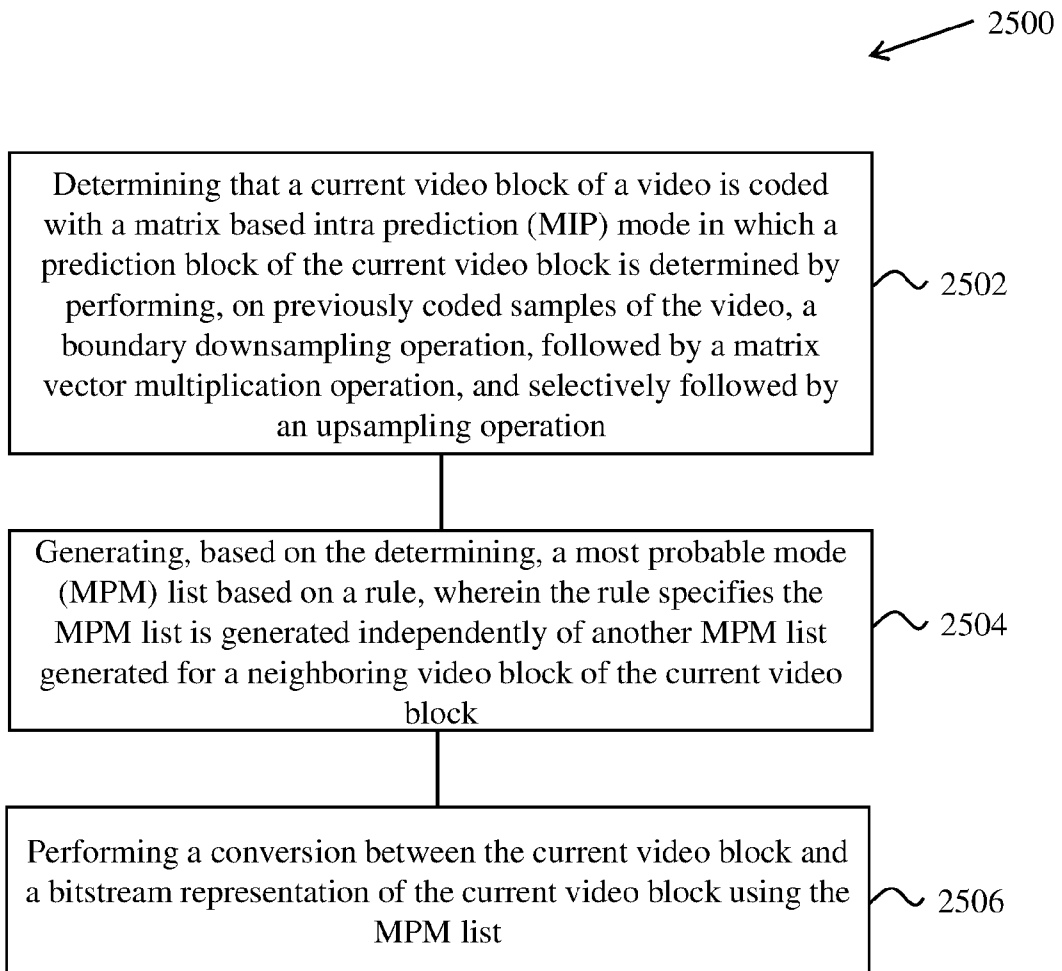 2500
Determining that a current video block of a video is coded
with a matrix based intra prediction (MIP) mode in which a
prediction block of the current video block is determined by
performing, on previously coded samples of the video, a
boundary downsampling operation, followed by a matrix
vector multiplication operation, and selectively followed by
an upsampling operation
2502
Generating, based on the determining, a most probable mode
(MPM) list based on a rule, wherein the rule specifies the
MPM list is generated independently of another MPM list
generated for a neighboring video block of the current video
block
2504
Performing a conversion between the current video block and
a bitstream representation of the current video block using the
MPM list
2506